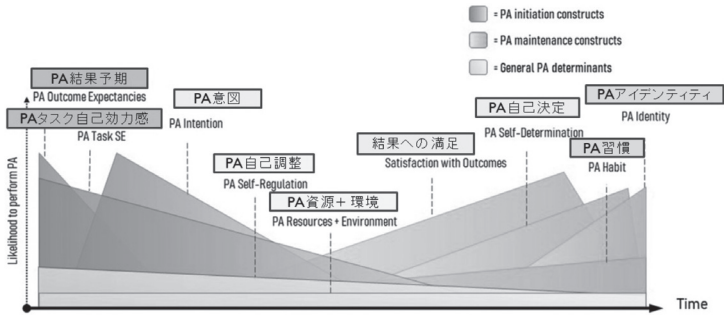 = PA initiation constructs
= PA maintenance constructs
= General PA determinants
PA結果予期
PA Outcome Expectancies
PAタスク自己効力感
PA Task SE
PA意図
PA Intention
PA自己調整
PA Self-Regulation
PA資源+環境
PA Resources + Environment
結果への満足
Satisfaction with Outcomes
PA自己決定
PA Self-Determination
PAアイデンティティ
PA Identity
PA習慣
PA Habit
Likelihood to perform PA
Time